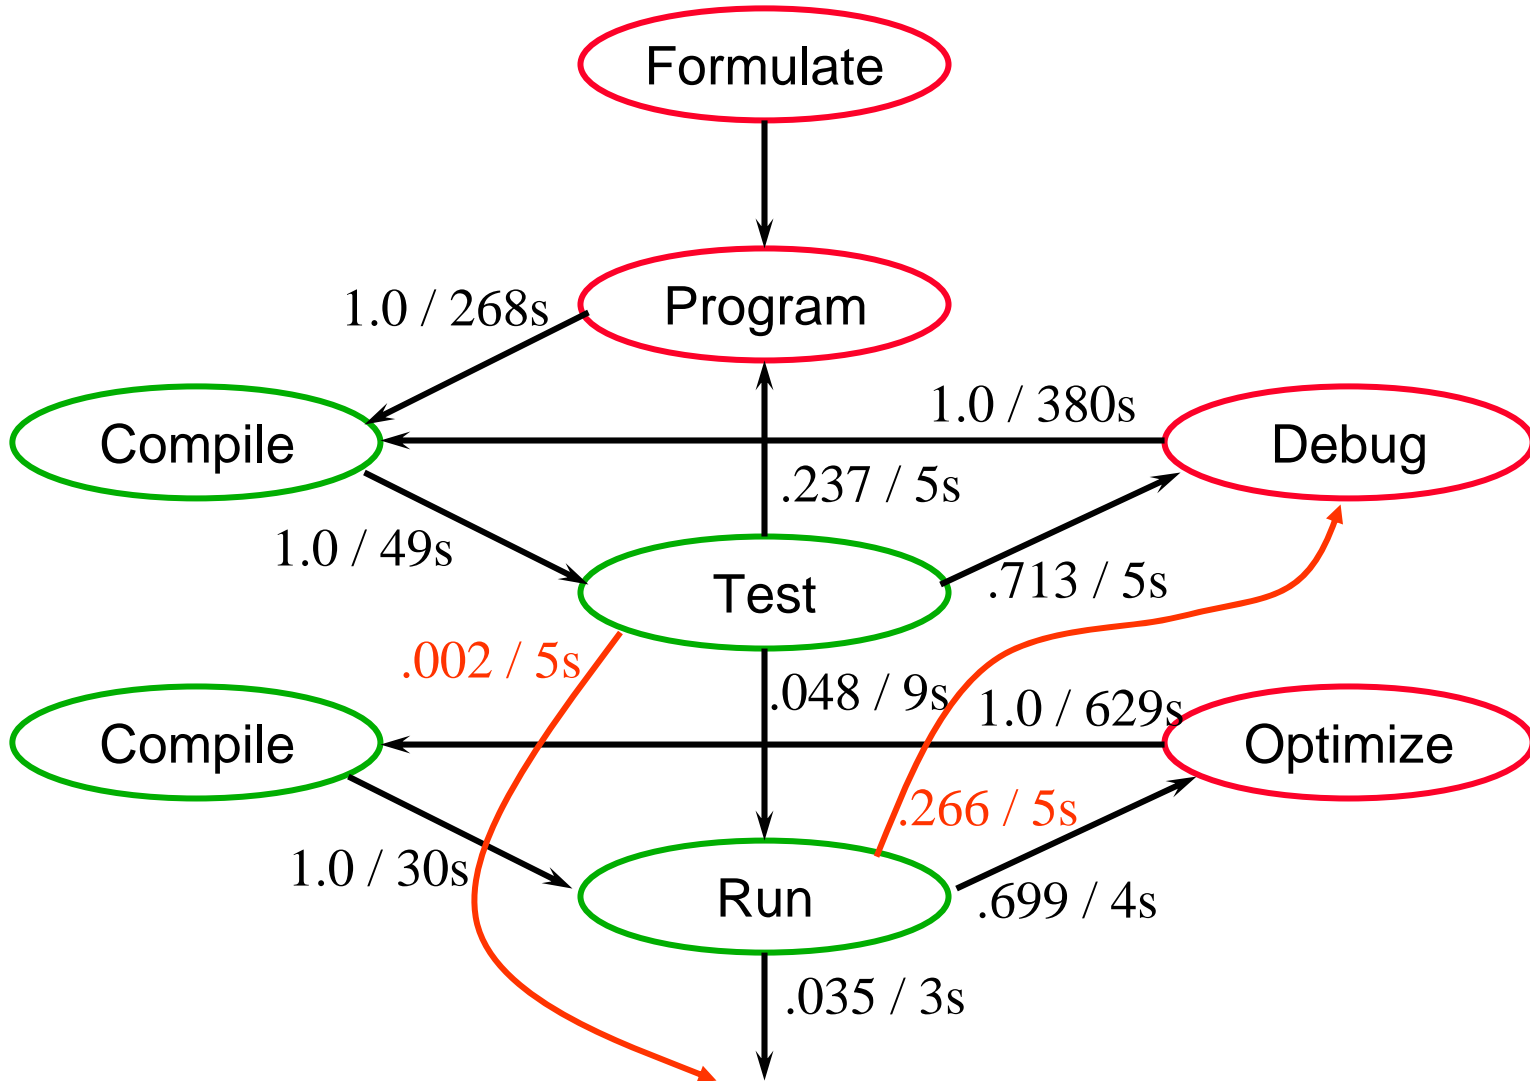 Formulate
Program
1.0 / 268s
Compile
1.0 / 380s
Debug
.237 / 5s
1.0 / 49s
Test
.713 / 5s
.002 / 5s
.048 / 9s
1.0 / 629s
Compile
Optimize
.266 / 5s
1.0 / 30s
Run
.699 / 4s
.035 / 3s